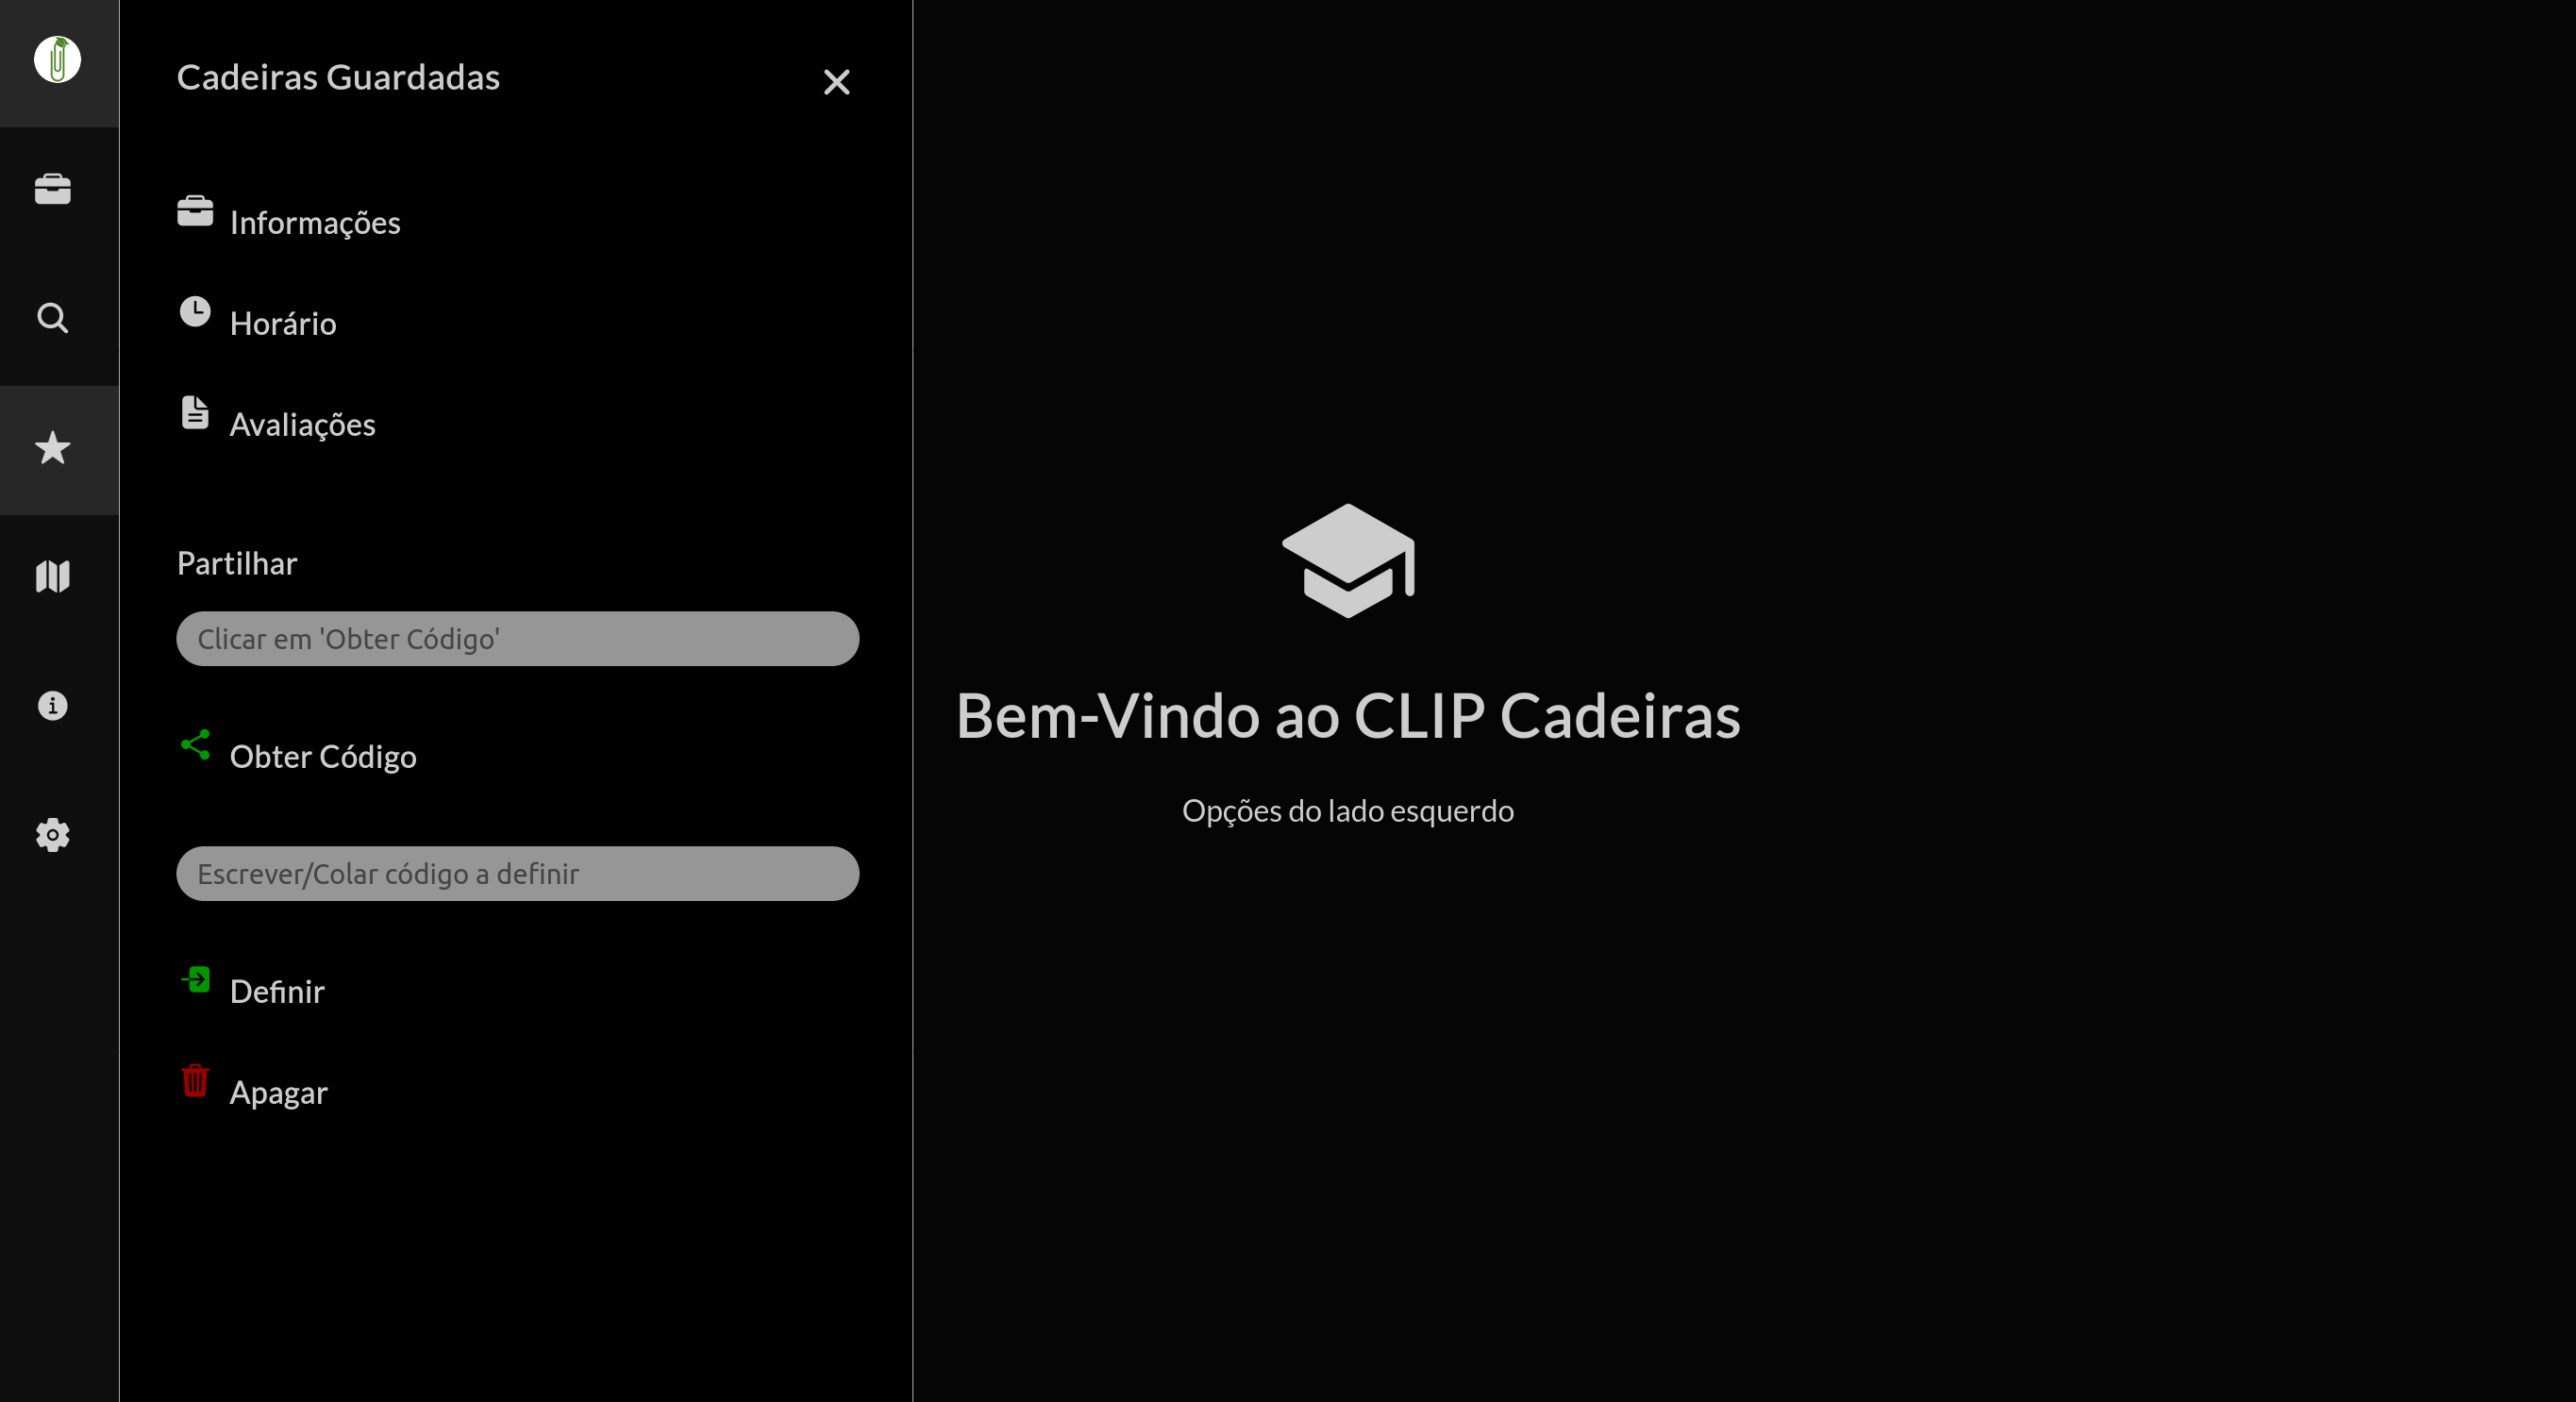 Cadeiras Guardadas
Informações
Horário
Avaliações
Partilhar
Clicar em 'Obter Código'
Obter Código
Escrever/Colar código a definir
Definir
Apagar
Bem-Vindo ao CLIP Cadeiras
Opções do lado esquerdo